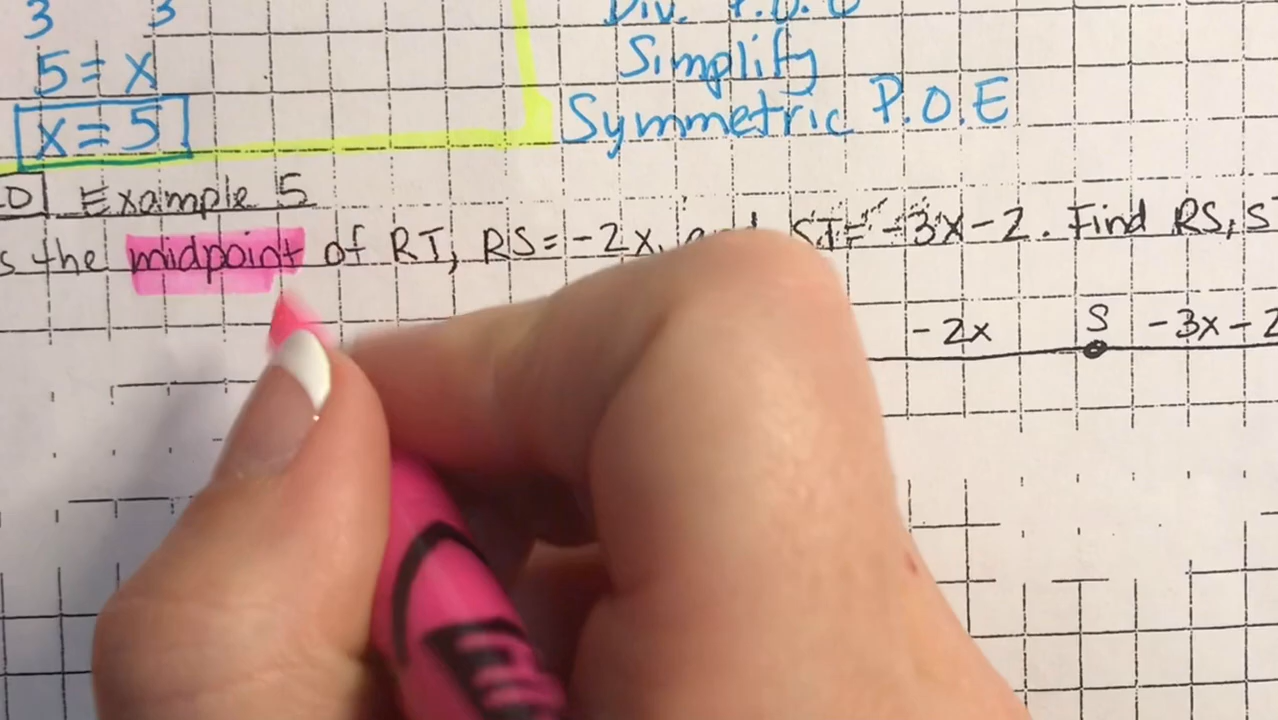 3 3
5 = x
x = 5
Simplify
Symmetric P.O.E
Example 5
the midpoint of RT, RS = -2x, and ST = -3x - 2. Find RS,
-2x S -3x - 2